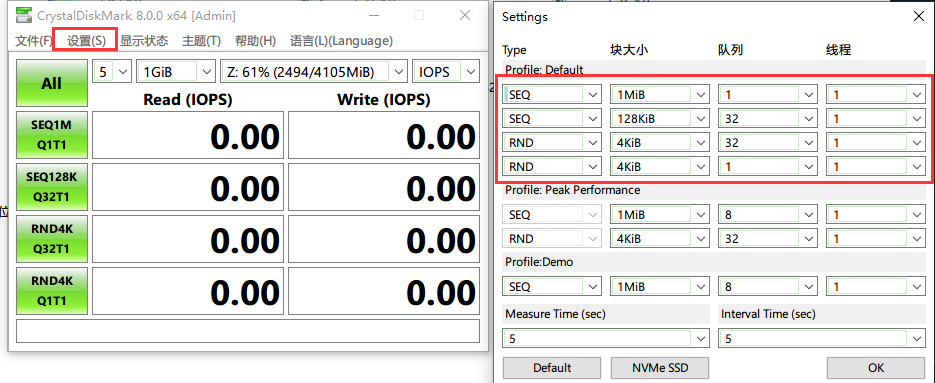 CrystalDiskMark 8.0.0 x64 [Admin]
文件(F) 设置(S) 显示状态 主题(T) 帮助(H) 语言(L)(Language)
All 5 1GiB Z: 61% (2494/4105MiB) IOPS
Read (IOPS) Write (IOPS)
SEQ1M
Q1T1
0.00 0.00
SEQ128K
Q32T1
0.00 0.00
RND4K
Q32T1
0.00 0.00
RND4K
Q1T1
0.00 0.00
位
Settings
Type 块大小 队列 线程
Profile: Default
SEQ 1MiB 1 1
SEQ 128KiB 32 1
RND 4KiB 32 1
RND 4KiB 1 1
Profile: Peak Performance
SEQ 1MiB 8 1
RND 4KiB 32 1
Profile:Demo
SEQ 1MiB 8 1
Measure Time (sec) Interval Time (sec)
5 5
Default NVMe SSD OK